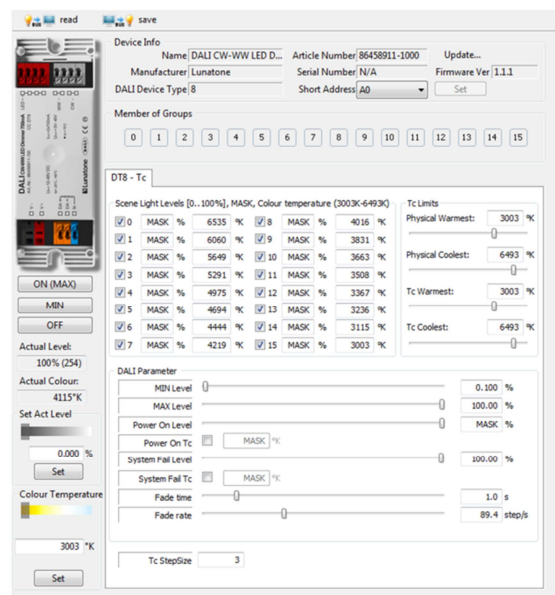 read save
Device Info
Name DALI CW-WW LED D... Article Number 86458911-1000 Update...
Manufacturer Lunatone Serial Number N/A Firmware Ver 1.1.1
DALI Device Type 8 Short Address A0 Set
Member of Groups
0 1 2 3 4 5 6 7 8 9 10 11 12 13 14 15
DT8 - Tc
Scene Light Levels [0..100%], MASK, Colour temperature (3003K-6493K)
0 MASK % 6535 °K 8 MASK % 4016 °K
1 MASK % 6060 °K 9 MASK % 3831 °K
2 MASK % 5649 °K 10 MASK % 3663 °K
3 MASK % 5291 °K 11 MASK % 3508 °K
4 MASK % 4975 °K 12 MASK % 3367 °K
5 MASK % 4694 °K 13 MASK % 3236 °K
6 MASK % 4444 °K 14 MASK % 3115 °K
7 MASK % 4219 °K 15 MASK % 3003 °K
Tc Limits
Physical Warmest: 3003 °K
Physical Coolest: 6493 °K
Tc Warmest: 3003 °K
Tc Coolest: 6493 °K
DALI Parameter
MIN Level 0.100 %
MAX Level 100.00 %
Power On Level MASK %
Power On Tc MASK °K
System Fail Level 100.00 %
System Fail Tc MASK °K
Fade time 1.0 s
Fade rate 89.4 step/s
Tc StepSize 3
Lunatone
ON (MAX)
MIN
OFF
Actual Level:
100% (254)
Actual Colour:
4115°K
Set Act Level
0.000 %
Set
Colour Temperature
3003 °K
Set